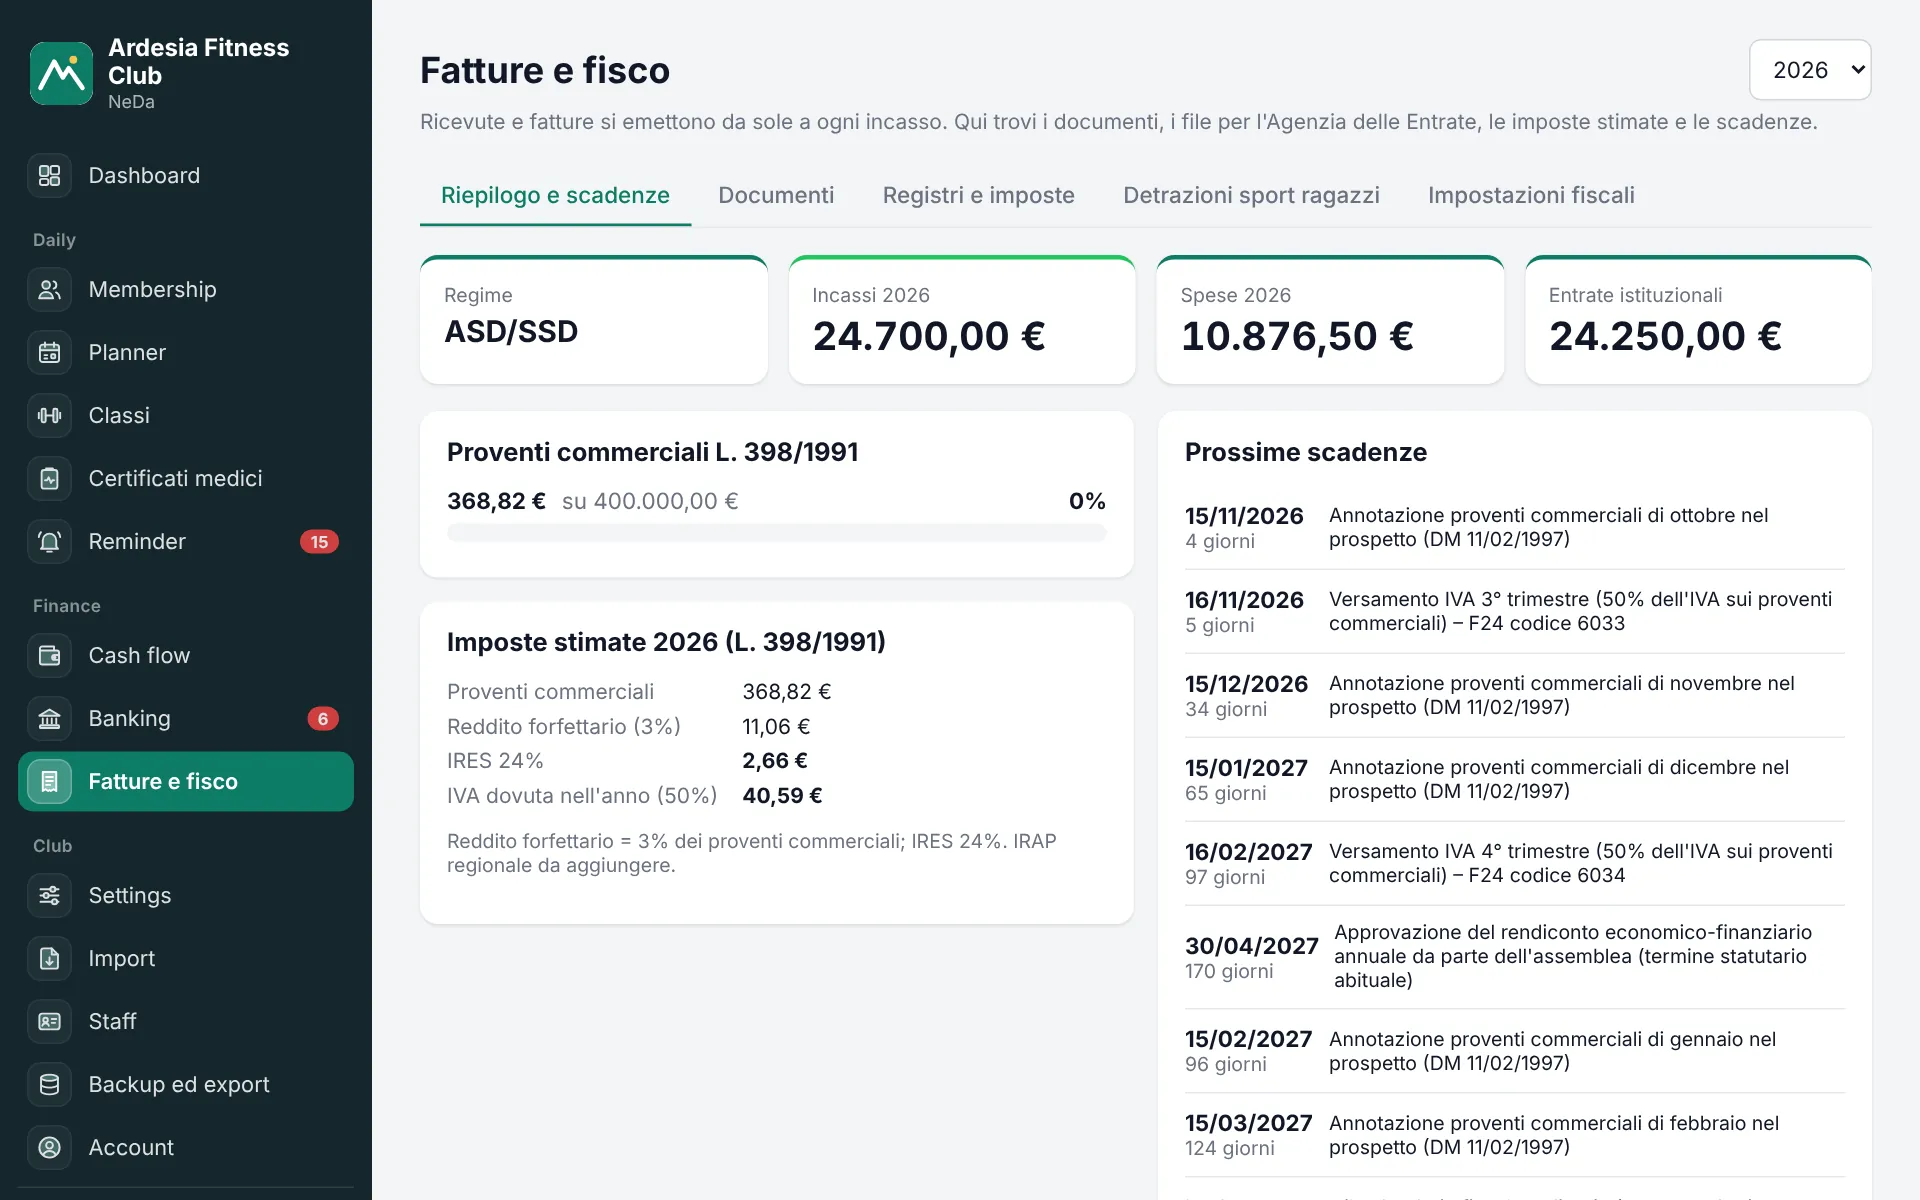 Ardesia Fitness
Club
NeDa
Dashboard
Daily
Membership
Planner
Classi
Certificati medici
Reminder
15
Finance
Cash flow
Banking
6
Fatture e fisco
Club
Settings
Import
Staff
Backup ed export
Account
Fatture e fisco
2026
Ricevute e fatture si emettono da sole a ogni incasso. Qui trovi i documenti, i file per l'Agenzia delle Entrate, le imposte stimate e le scadenze.
Riepilogo e scadenze
Documenti
Registri e imposte
Detrazioni sport ragazzi
Impostazioni fiscali
Regime
ASD/SSD
Incassi 2026
24.700,00 €
Spese 2026
10.876,50 €
Entrate istituzionali
24.250,00 €
Proventi commerciali L. 398/1991
368,82 € su 400.000,00 € 0%
Imposte stimate 2026 (L. 398/1991)
Proventi commerciali 368,82 €
Reddito forfettario (3%) 11,06 €
IRES 24% 2,66 €
IVA dovuta nell'anno (50%) 40,59 €
Reddito forfettario = 3% dei proventi commerciali; IRES 24%. IRAP
regionale da aggiungere.
Prossime scadenze
15/11/2026
4 giorni
Annotazione proventi commerciali di ottobre nel
prospetto (DM 11/02/1997)
16/11/2026
5 giorni
Versamento IVA 3° trimestre (50% dell'IVA sui proventi
commerciali) – F24 codice 6033
15/12/2026
34 giorni
Annotazione proventi commerciali di novembre nel
prospetto (DM 11/02/1997)
15/01/2027
65 giorni
Annotazione proventi commerciali di dicembre nel
prospetto (DM 11/02/1997)
16/02/2027
97 giorni
Versamento IVA 4° trimestre (50% dell'IVA sui proventi
commerciali) – F24 codice 6034
30/04/2027
170 giorni
Approvazione del rendiconto economico-finanziario
annuale da parte dell'assemblea (termine statutario
abituale)
15/02/2027
96 giorni
Annotazione proventi commerciali di gennaio nel
prospetto (DM 11/02/1997)
15/03/2027
124 giorni
Annotazione proventi commerciali di febbraio nel
prospetto (DM 11/02/1997)